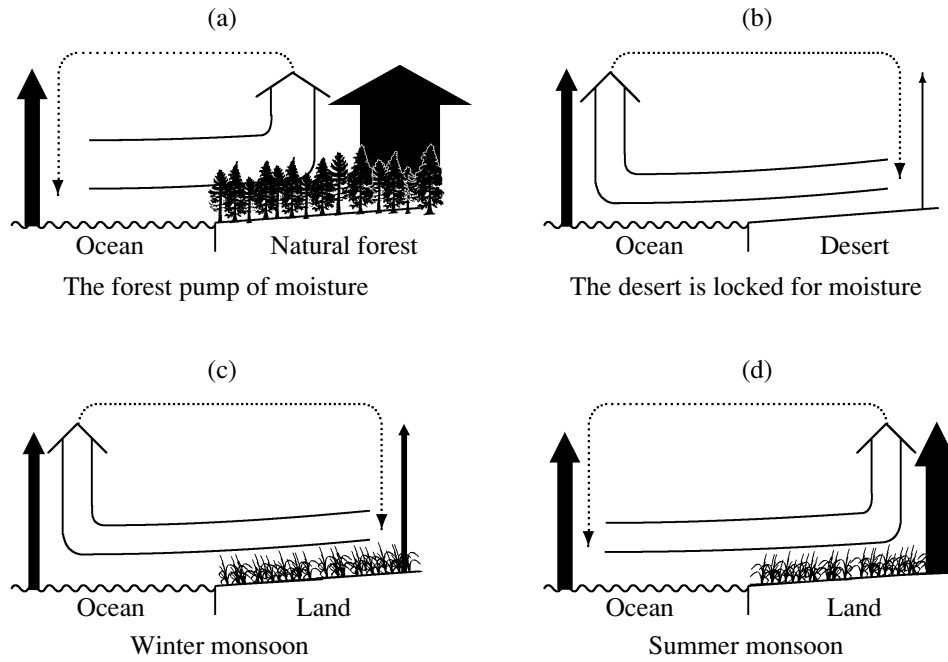 (a)
(b)
Ocean
Natural forest
Ocean
Desert
The forest pump of moisture
The desert is locked for moisture
(c)
(d)
Ocean
Land
Ocean
Land
Winter monsoon
Summer monsoon